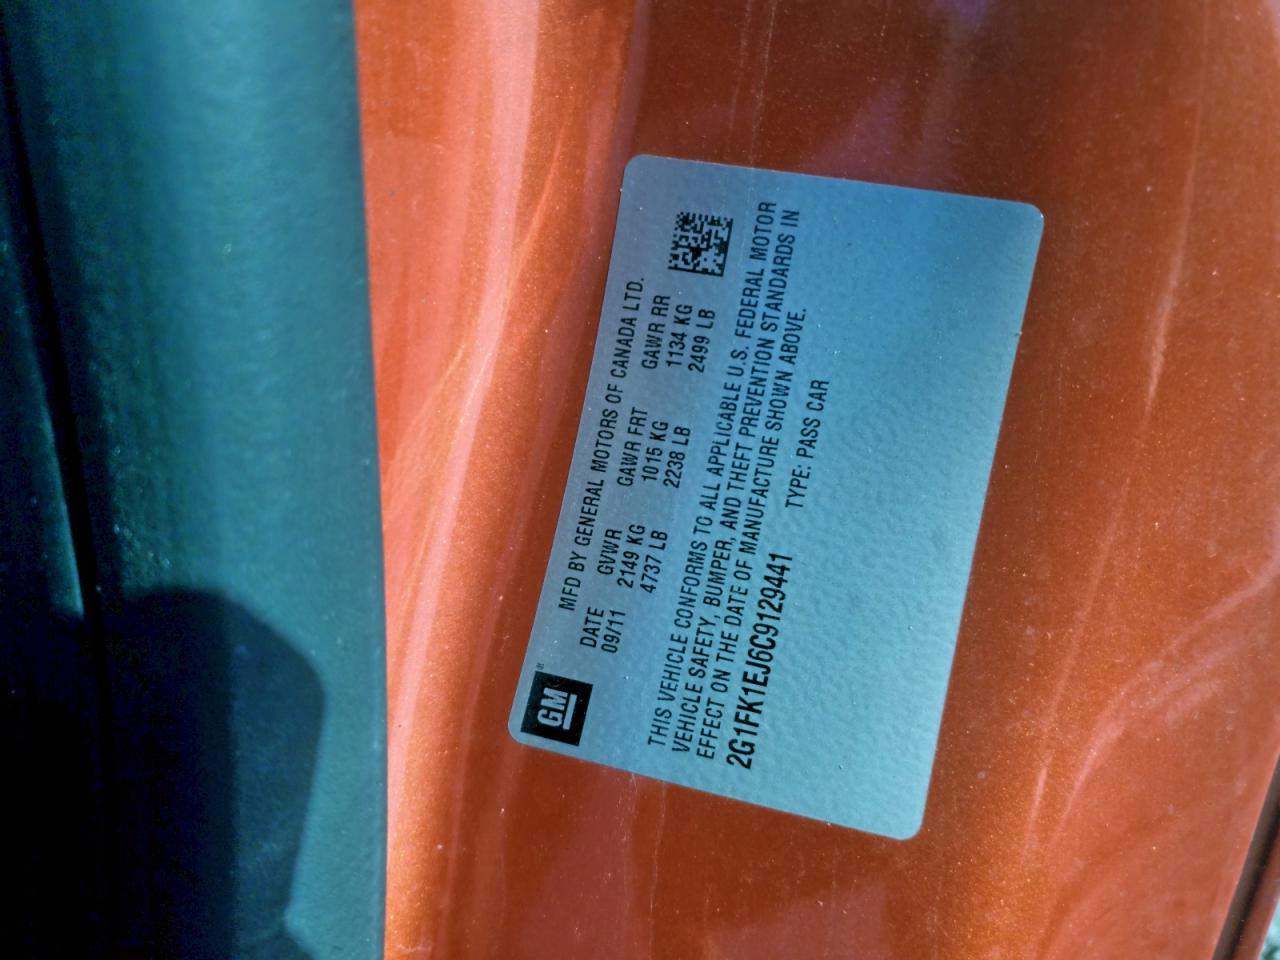 GM®
MFD BY GENERAL MOTORS OF CANADA LTD.
DATE GVWR GAWR FRT GAWR RR
09/11 2149 KG 1015 KG 1134 KG
4737 LB 2238 LB 2499 LB
THIS VEHICLE CONFORMS TO ALL APPLICABLE U.S. FEDERAL MOTOR
VEHICLE SAFETY, BUMPER, AND THEFT PREVENTION STANDARDS IN
EFFECT ON THE DATE OF MANUFACTURE SHOWN ABOVE.
2G1FK1EJ6C9129441 TYPE: PASS CAR